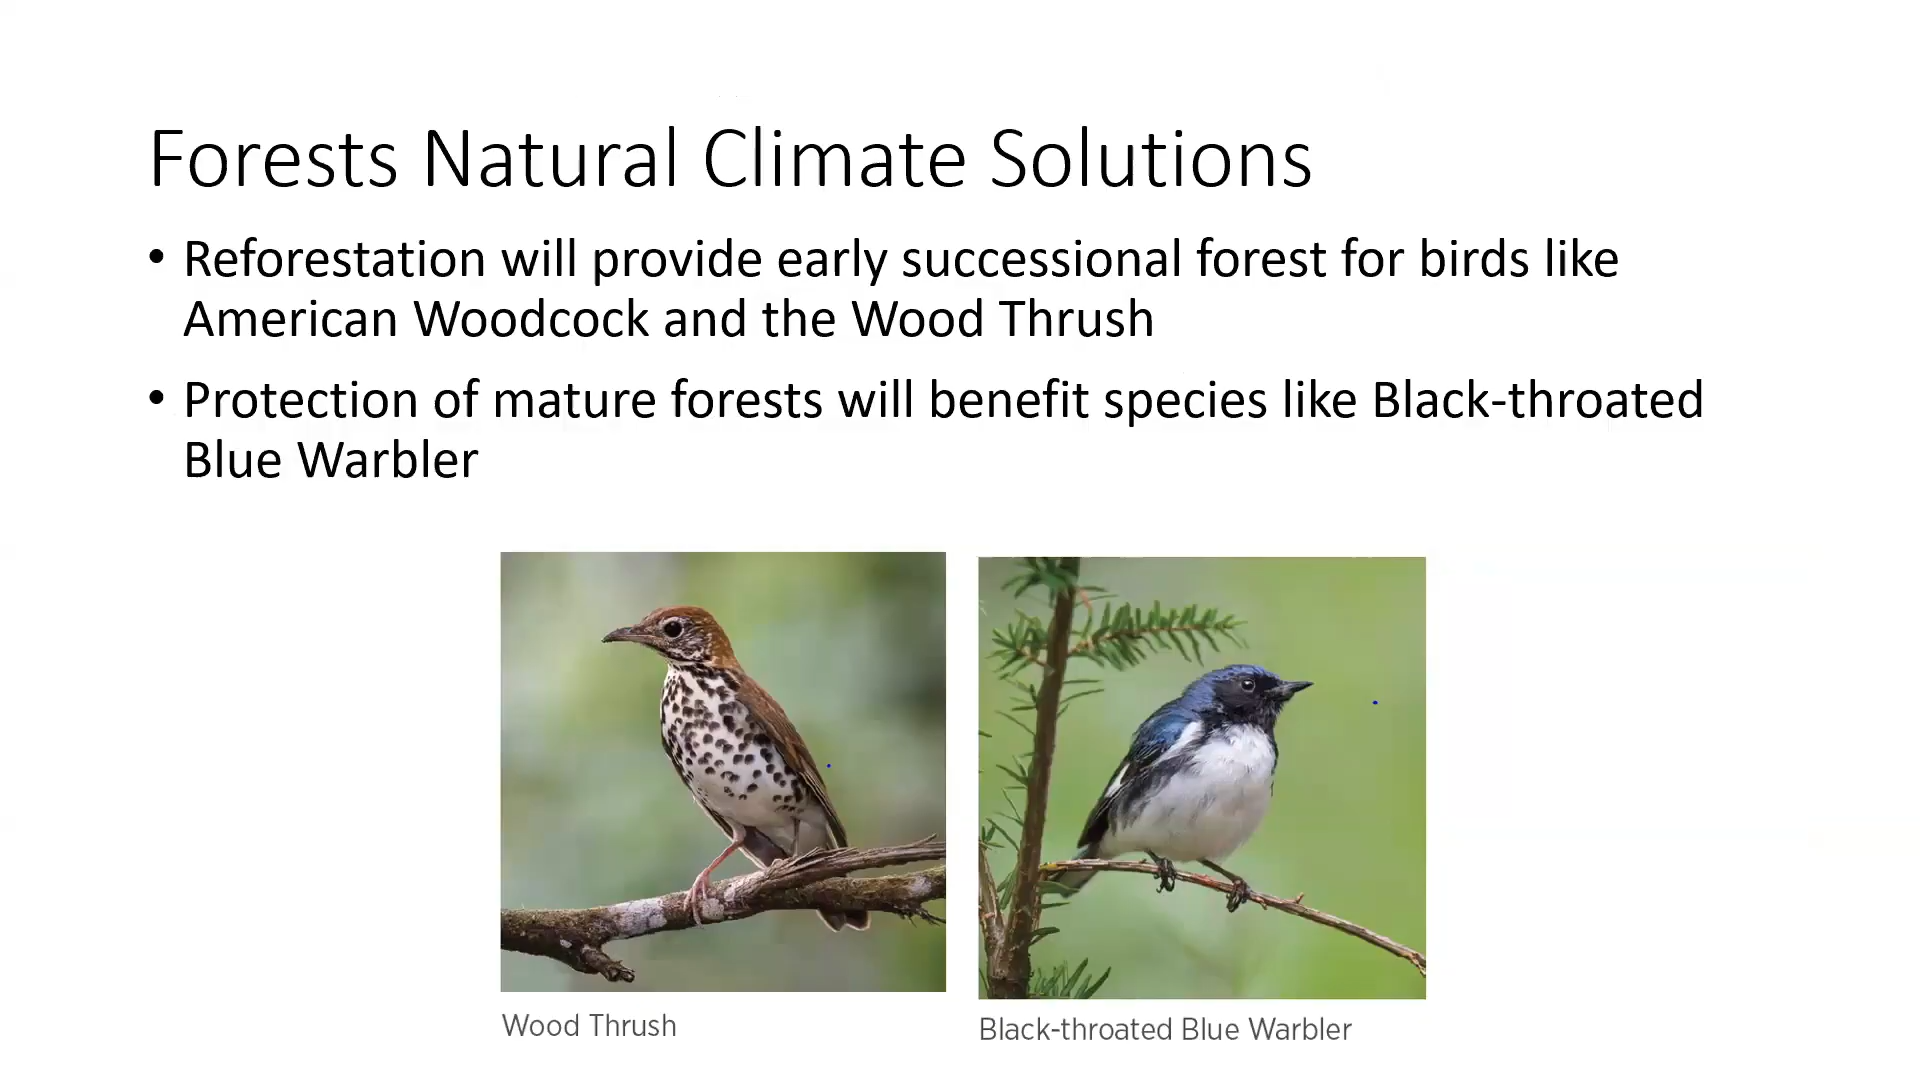 Forests Natural Climate Solutions
• Reforestation will provide early successional forest for birds like
American Woodcock and the Wood Thrush
• Protection of mature forests will benefit species like Black-throated
Blue Warbler
Wood Thrush
Black-throated Blue Warbler